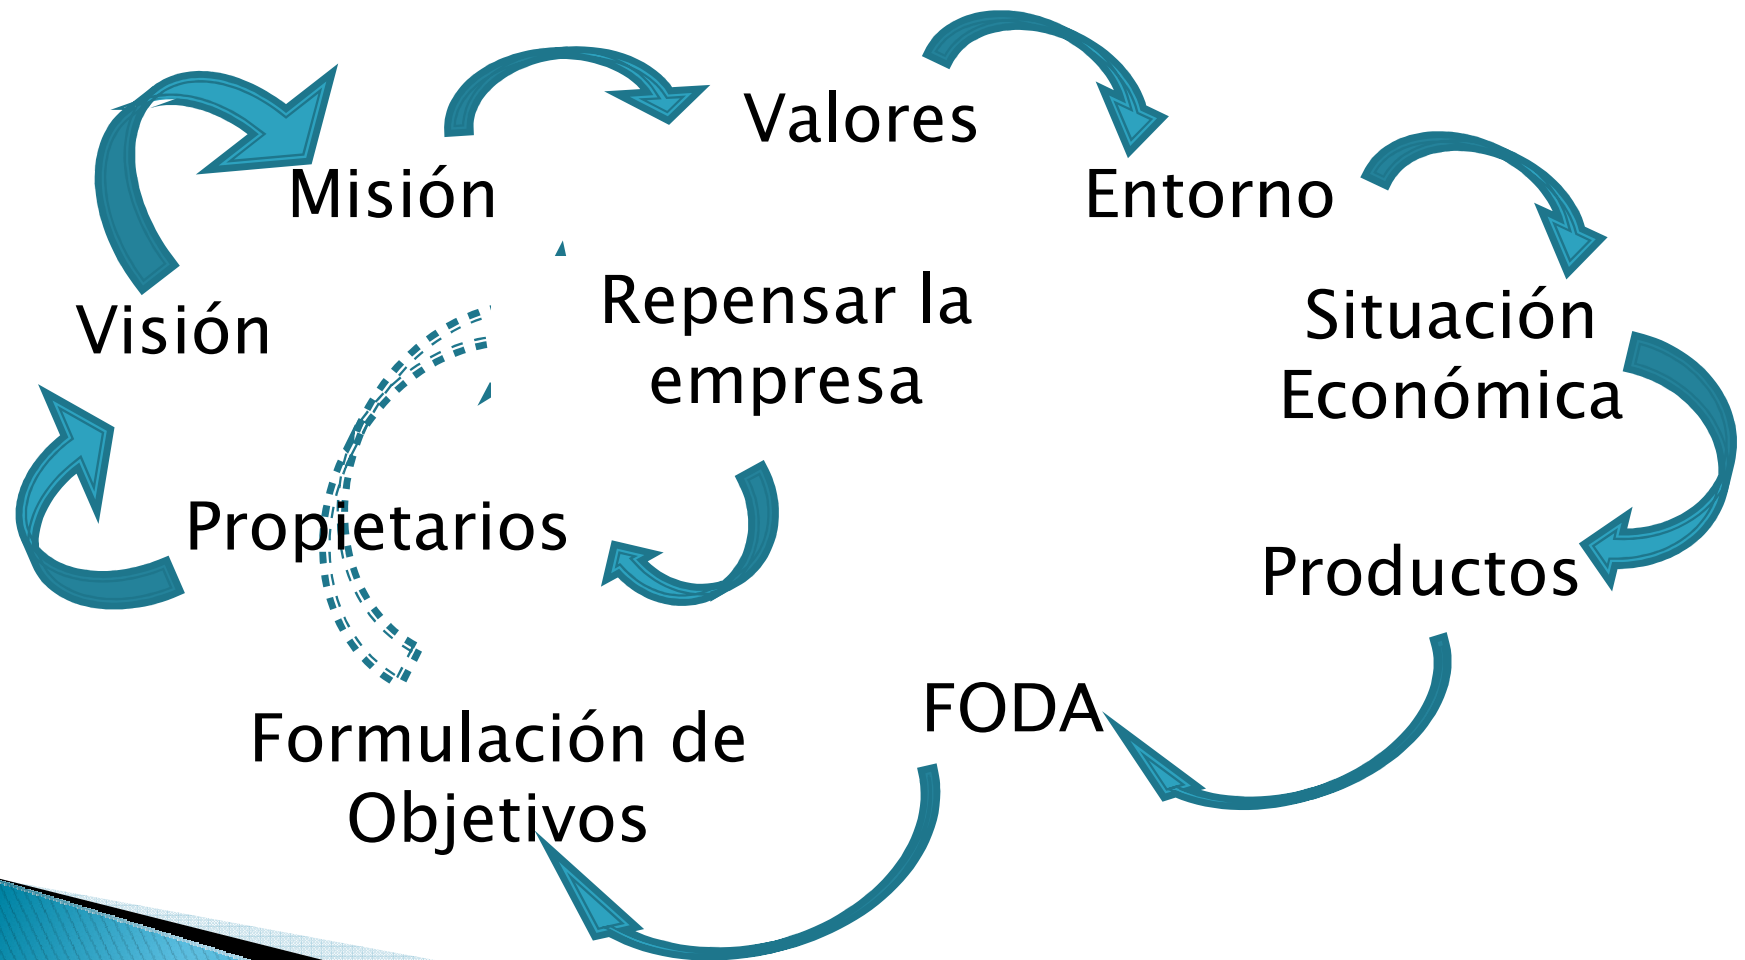 Valores
Misión
Entorno
Repensar la
empresa
Visión
Situación
Económica
Propietarios
Productos
FODA
Formulación de
Objetivos